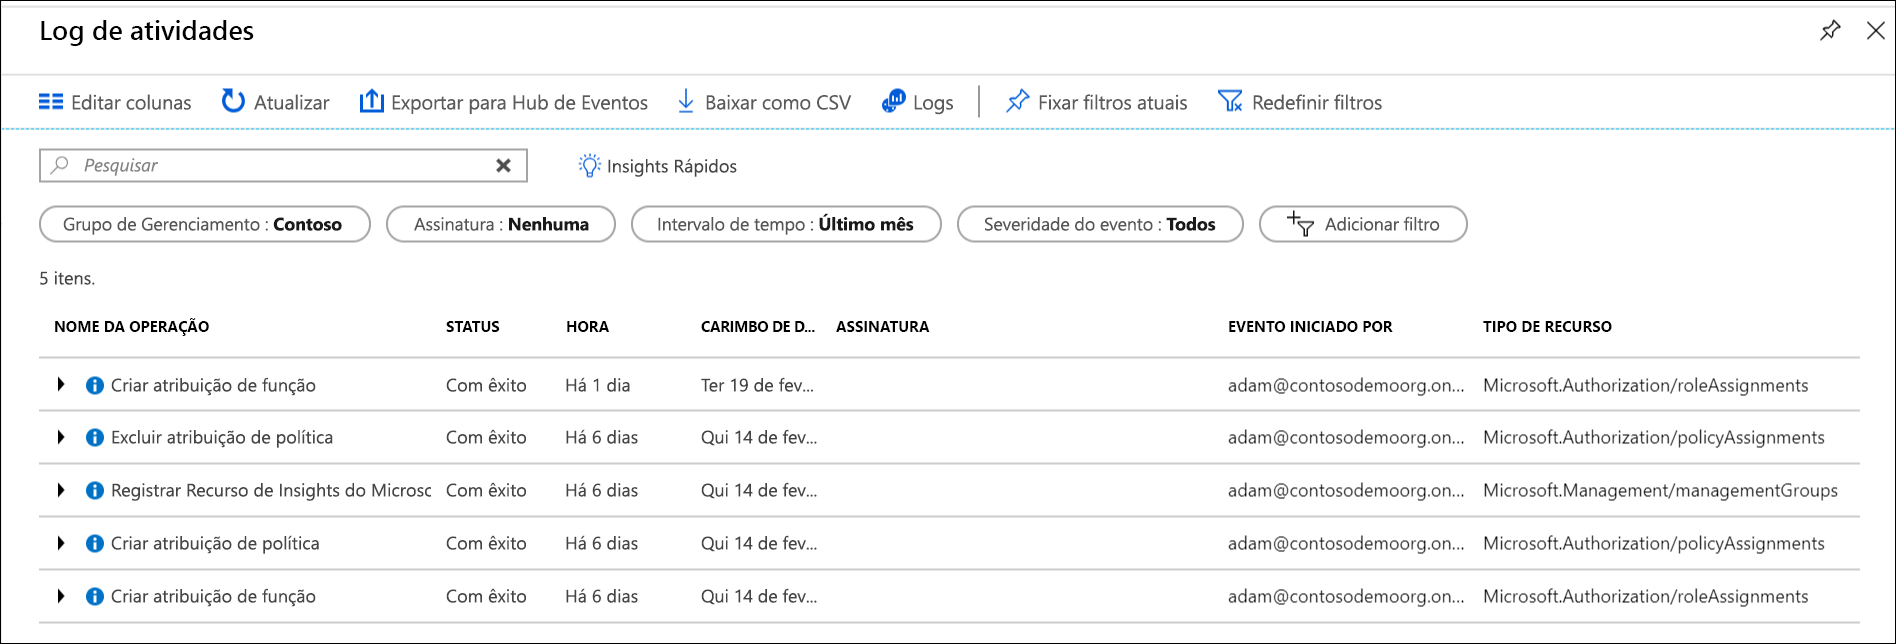 Log de atividades
Editar colunas Atualizar Exportar para Hub de Eventos Baixar como CSV Logs Fixar filtros atuais Redefinir filtros
Pesquisar Insights Rápidos
Grupo de Gerenciamento : Contoso Assinatura : Nenhuma Intervalo de tempo : Último mês Severidade do evento : Todos Adicionar filtro
5 itens.
NOME DA OPERAÇÃO STATUS HORA CARIMBO DE D... ASSINATURA EVENTO INICIADO POR TIPO DE RECURSO
Criar atribuição de função Com êxito Há 1 dia Ter 19 de fev... adam@contosodemoorg.on... Microsoft.Authorization/roleAssignments
Excluir atribuição de política Com êxito Há 6 dias Qui 14 de fev... adam@contosodemoorg.on... Microsoft.Authorization/policyAssignments
Registrar Recurso de Insights do Microsc Com êxito Há 6 dias Qui 14 de fev... adam@contosodemoorg.on... Microsoft.Management/managementGroups
Criar atribuição de política Com êxito Há 6 dias Qui 14 de fev... adam@contosodemoorg.on... Microsoft.Authorization/policyAssignments
Criar atribuição de função Com êxito Há 6 dias Qui 14 de fev... adam@contosodemoorg.on... Microsoft.Authorization/roleAssignments